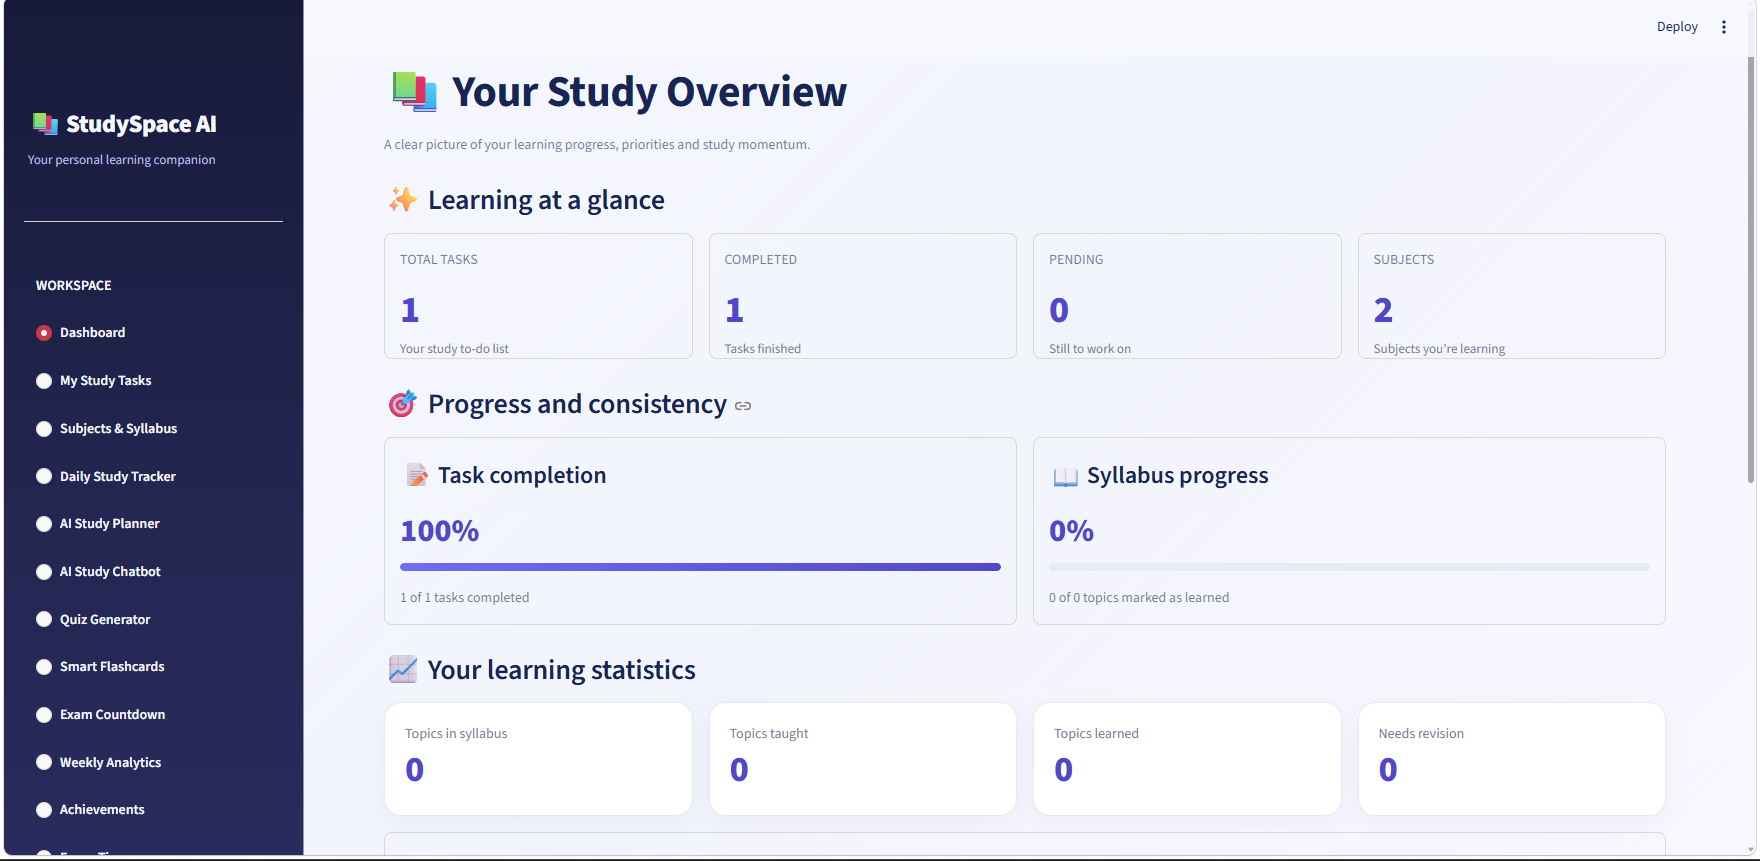 Deploy
StudySpace AI
Your personal learning companion
WORKSPACE
Dashboard
My Study Tasks
Subjects & Syllabus
Daily Study Tracker
AI Study Planner
AI Study Chatbot
Quiz Generator
Smart Flashcards
Exam Countdown
Weekly Analytics
Achievements
Your Study Overview
A clear picture of your learning progress, priorities and study momentum.
Learning at a glance
TOTAL TASKS
1
Your study to-do list
COMPLETED
1
Tasks finished
PENDING
0
Still to work on
SUBJECTS
2
Subjects you're learning
Progress and consistency
Task completion
100%
1 of 1 tasks completed
Syllabus progress
0%
0 of 0 topics marked as learned
Your learning statistics
Topics in syllabus
0
Topics taught
0
Topics learned
0
Needs revision
0